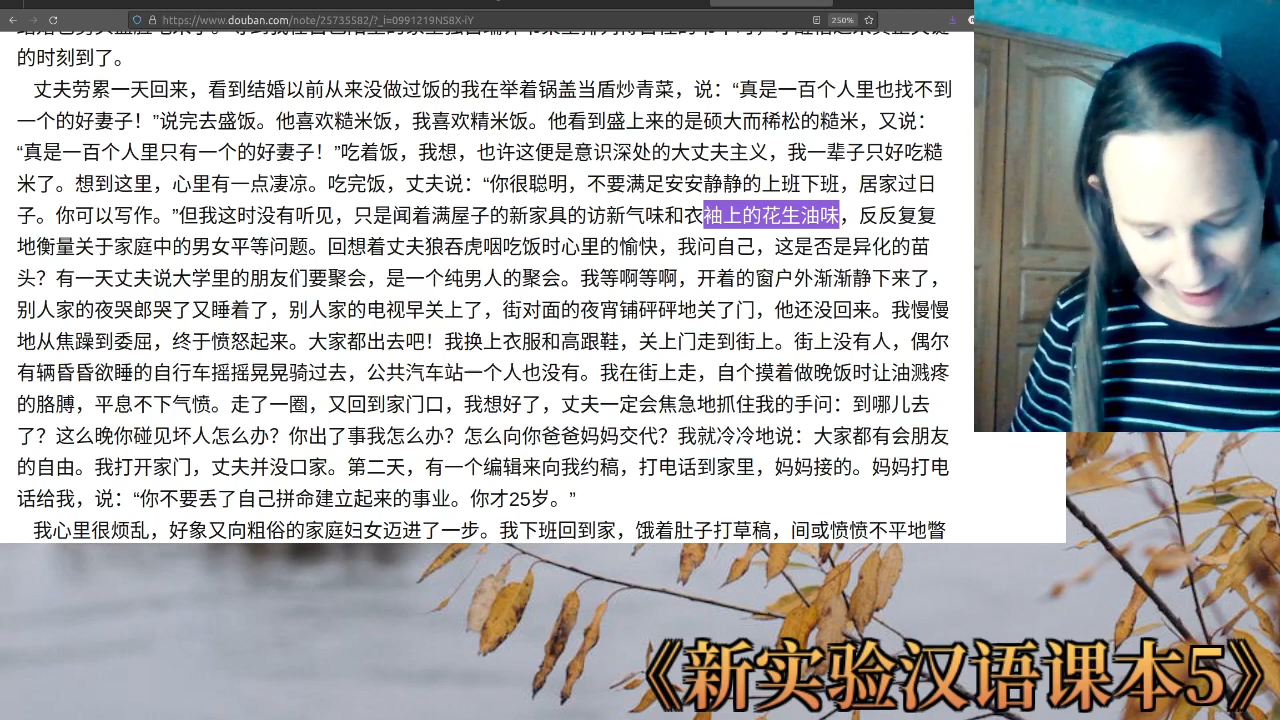 https://www.douban.com/note/25735582/?_i=0991219NS8X-iY
250%
的时刻到了。
丈夫劳累一天回来，看到结婚以前从来没做过饭的我在举着锅盖当盾炒青菜，说：“真是一百个人里也找不到
一个的好妻子！”说完去盛饭。他喜欢糙米饭，我喜欢精米饭。他看到盛上来的是硕大而稀松的糙米，又说：
“真是一百个人里只有一个的好妻子！”吃着饭，我想，也许这便是意识深处的大丈夫主义，我一辈子只好吃糙
米了。想到这里，心里有一点凄凉。吃完饭，丈夫说：“你很聪明，不要满足安安静静的上班下班，居家过日
子。你可以写作。”但我这时没有听见，只是闻着满屋子的新家具的访新气味和衣袖上的花生油味，反反复复
地衡量关于家庭中的男女平等问题。回想着丈夫狼吞虎咽吃饭时心里的愉快，我问自己，这是否是异化的苗
头？有一天丈夫说大学里的朋友们要聚会，是一个纯男人的聚会。我等啊等啊，开着的窗户外渐渐静下来了，
别人家的夜哭郎哭了又睡着了，别人家的电视早关上了，街对面的夜宵铺砰砰地关了门，他还没回来。我慢慢
地从焦躁到委屈，终于愤怒起来。大家都出去吧！我换上衣服和高跟鞋，关上门走到街上。街上没有人，偶尔
有辆昏昏欲睡的自行车摇摇晃晃骑过去，公共汽车站一个人也没有。我在街上走，自个摸着做晚饭时让油溅疼
的胳膊，平息不下气愤。走了一圈，又回到家门口，我想好了，丈夫一定会焦急地抓住我的手问：到哪儿去
了？这么晚你碰见坏人怎么办？你出了事我怎么办？怎么向你爸爸妈妈交代？我就冷冷地说：大家都有会朋友
的自由。我打开家门，丈夫并没口家。第二天，有一个编辑来向我约稿，打电话到家里，妈妈接的。妈妈打电
话给我，说：“你不要丢了自己拼命建立起来的事业。你才25岁。”
我心里很烦乱，好象又向粗俗的家庭妇女迈进了一步。我下班回到家，饿着肚子打草稿，间或愤愤不平地瞥
《新实验汉语课本5》